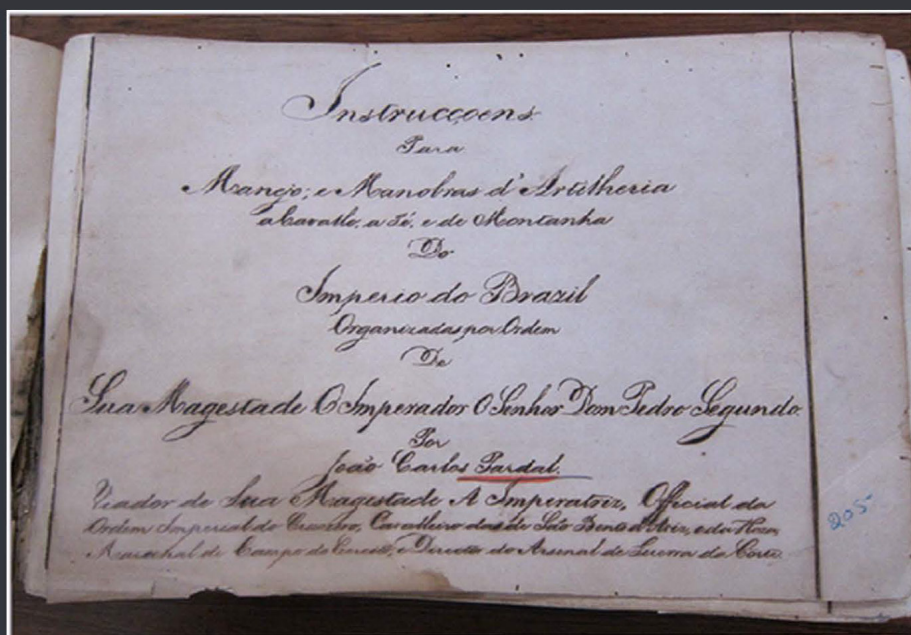 Instrucçoens
Para
Manejo; e Manobras d'Artilheria
a Cavallo, a Pé, e de Montanha
Do
Imperio do Brazil
Organizadas por Ordem
De
Sua Magestade O Imperador O Senhor Dom Pedro Segundo.
Por
João Carlos Pardal.
Veador de Sua Magestade A Imperatriz, Official da
Ordem Imperial do Cruzeiro, Cavalleiro das de São Bento d'Aviz, e da Roza,
Marechal de Campo do Exercito, e Director do Arsenal de Guerra da Corte.
205